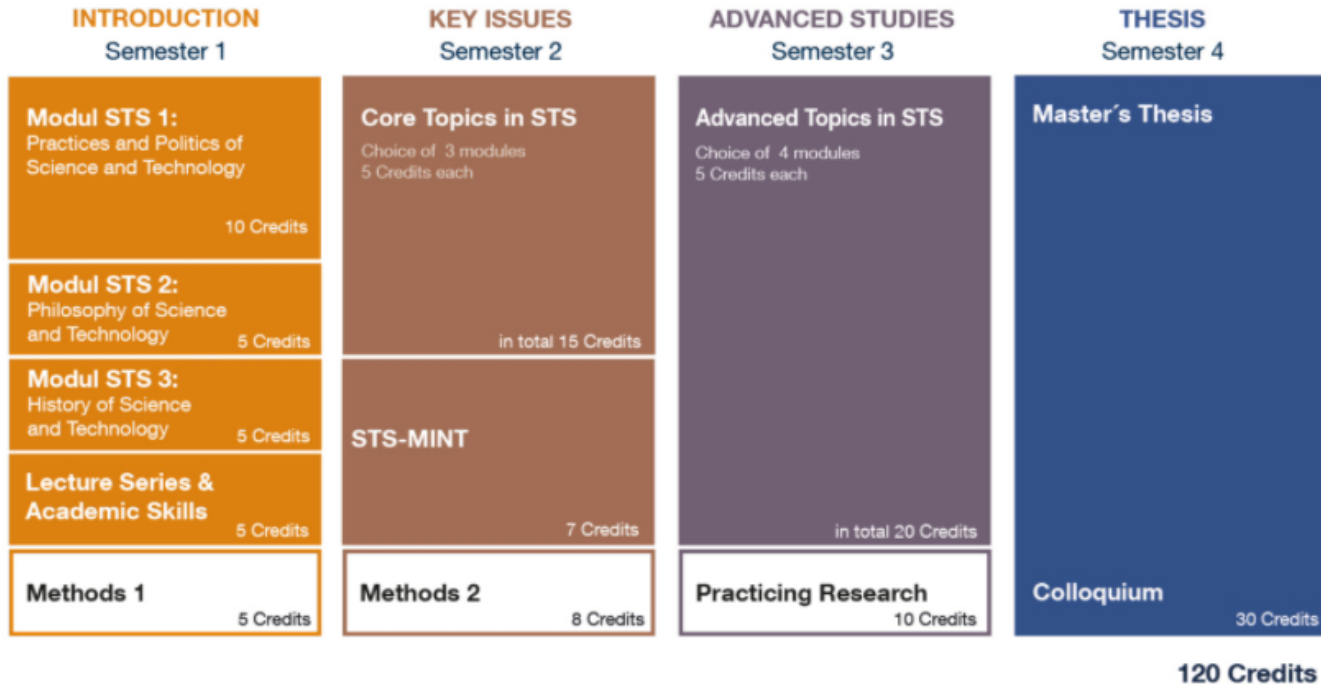 INTRODUCTION
Semester 1
Modul STS 1:
Practices and Politics of
Science and Technology
10 Credits
Modul STS 2:
Philosophy of Science
and Technology
5 Credits
Modul STS 3:
History of Science
and Technology
5 Credits
Lecture Series &
Academic Skills
5 Credits
Methods 1
5 Credits
KEY ISSUES
Semester 2
Core Topics in STS
Choice of 3 modules
5 Credits each
in total 15 Credits
STS-MINT
7 Credits
Methods 2
8 Credits
ADVANCED STUDIES
Semester 3
Advanced Topics in STS
Choice of 4 modules
5 Credits each
in total 20 Credits
Practicing Research
10 Credits
THESIS
Semester 4
Master´s Thesis
Colloquium
30 Credits
120 Credits